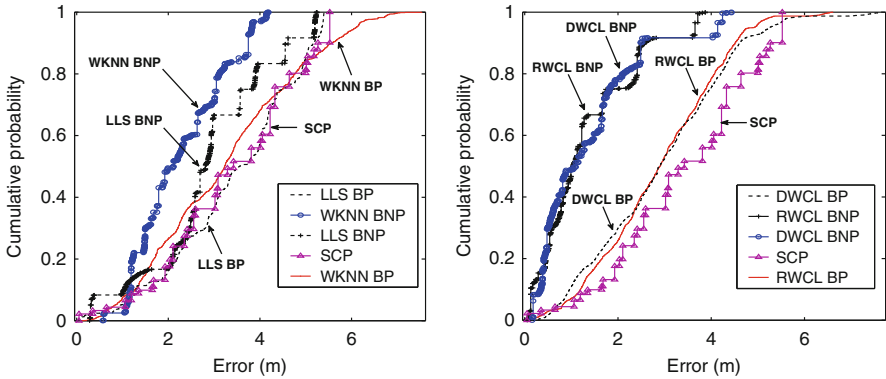 Cumulative probability
1
0.8
0.6
0.4
0.2
0
WKNN BNP
LLS BNP
WKNN BP
SCP
LLS BP
LLS BP
WKNN BNP
LLS BNP
SCP
WKNN BP
0 2 4 6
Error (m)
Cumulative probability
1
0.8
0.6
0.4
0.2
0
DWCL BNP
RWCL BNP
RWCL BP
SCP
DWCL BP
DWCL BP
RWCL BNP
DWCL BNP
SCP
RWCL BP
0 2 4 6
Error (m)